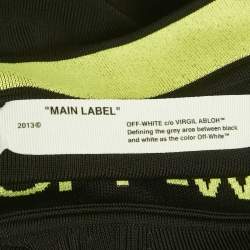 "MAIN LABEL"
2013©
OFF-WHITE c/o VIRGIL ABLOH™
Defining the grey area between black
and white as the color Off-White™